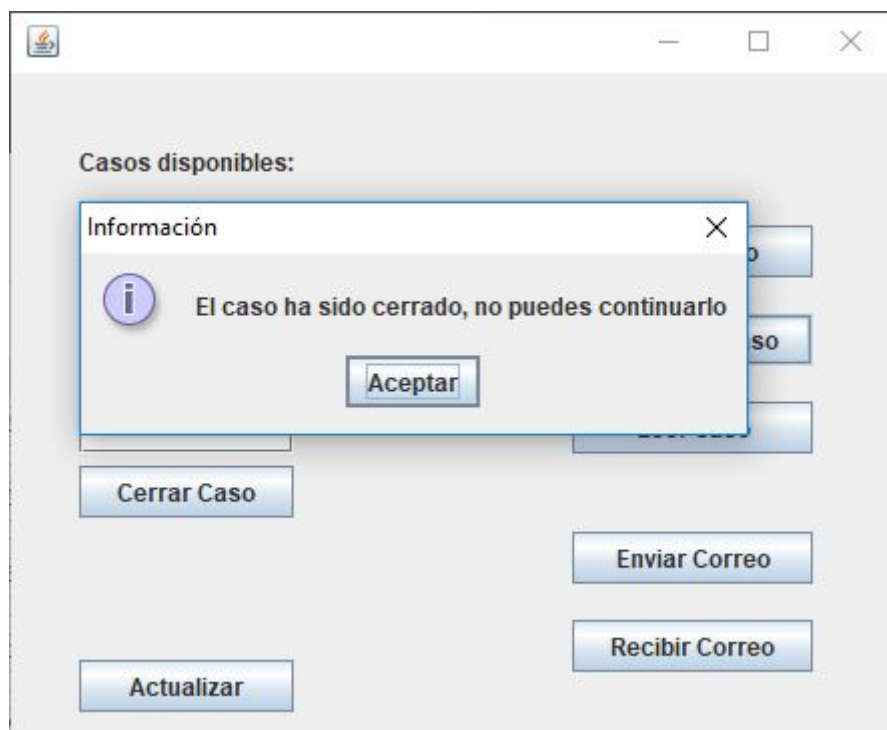 Casos disponibles:
Información
El caso ha sido cerrado, no puedes continuarlo
Aceptar
Cerrar Caso
Enviar Correo
Recibir Correo
Actualizar